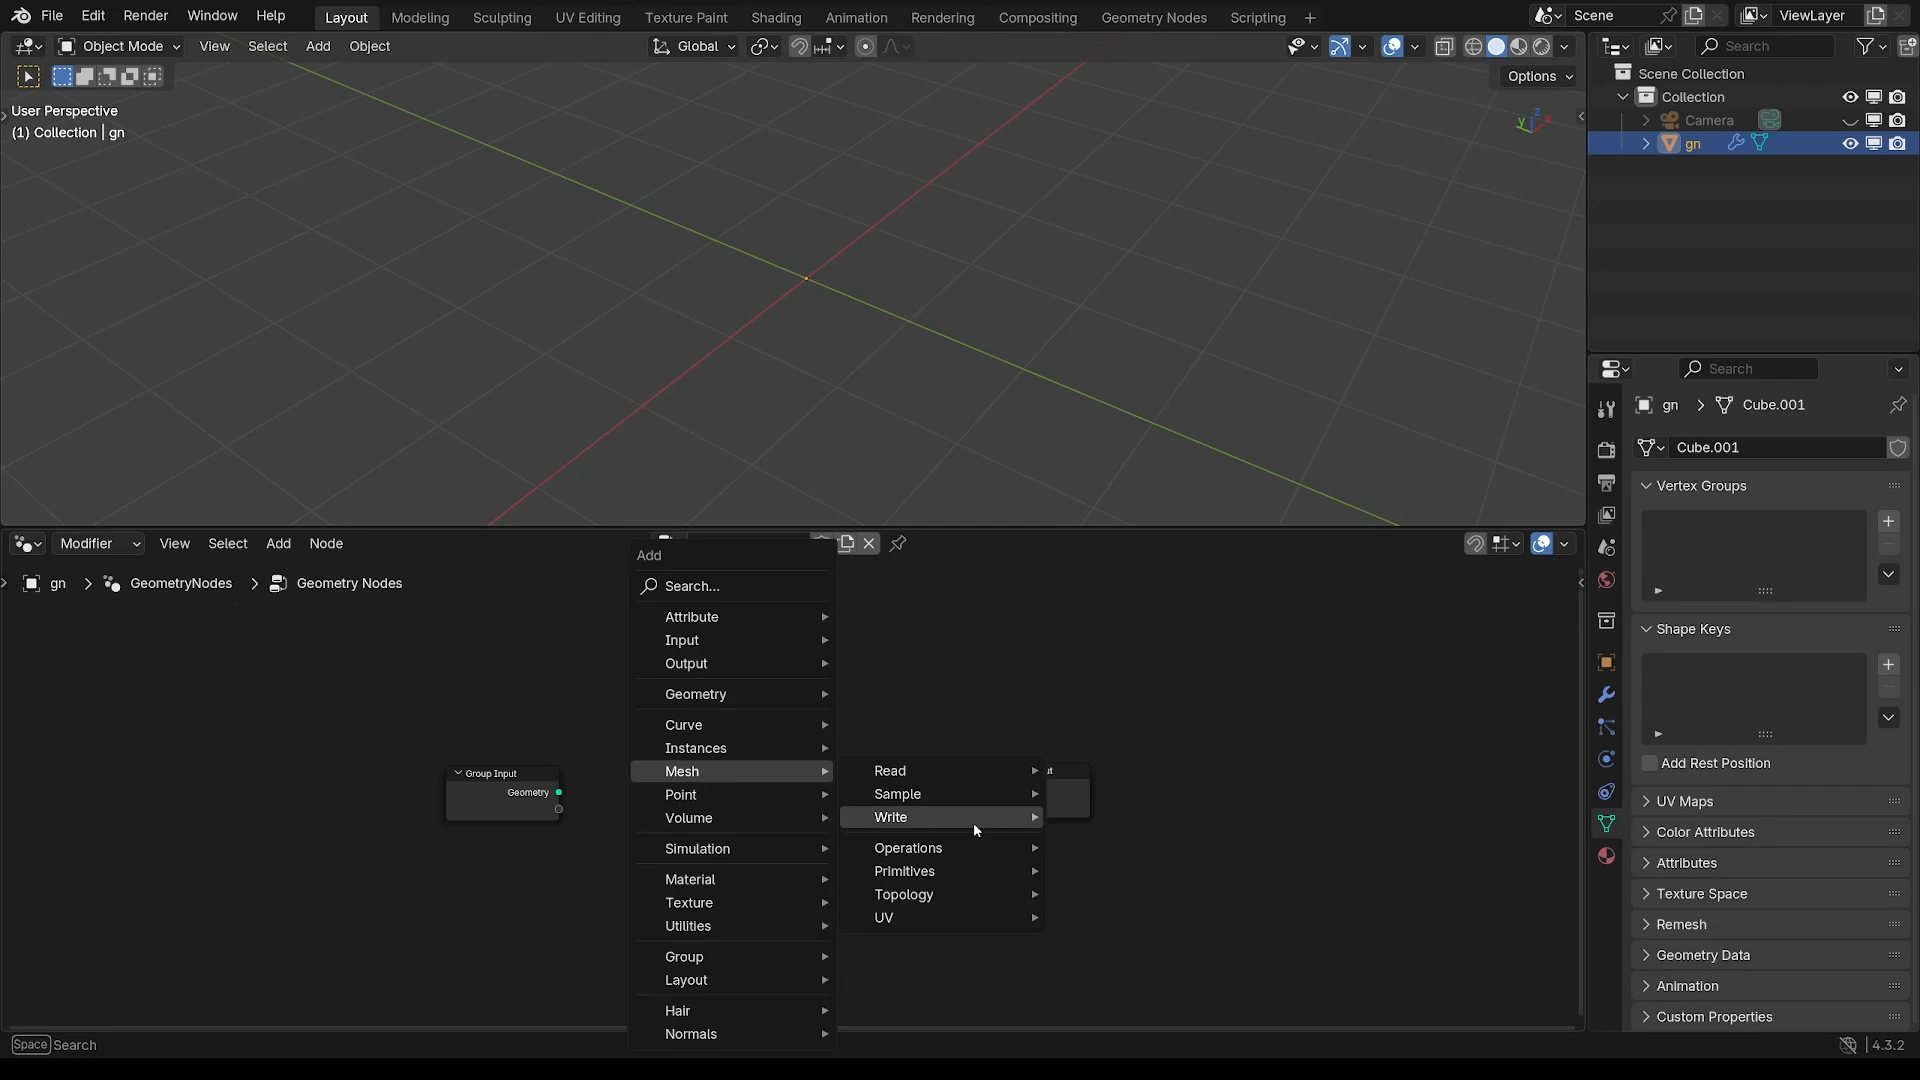 File Edit Render Window Help Layout Modeling Sculpting UV Editing Texture Paint Shading Animation Rendering Compositing Geometry Nodes Scripting + Scene ViewLayer
Object Mode View Select Add Object Global Search
Options
User Perspective
(1) Collection | gn
Scene Collection
Collection
Camera
gn
Search
gn > Cube.001
Cube.001
Vertex Groups
Shape Keys
Add Rest Position
UV Maps
Color Attributes
Attributes
Texture Space
Remesh
Geometry Data
Animation
Custom Properties
Modifier View Select Add Node
gn > GeometryNodes > Geometry Nodes
Group Input
Geometry
Add
Search...
Attribute
Input
Output
Geometry
Curve
Instances
Mesh
Point
Volume
Simulation
Material
Texture
Utilities
Group
Layout
Hair
Normals
Read
Sample
Write
Operations
Primitives
Topology
UV
Space Search
4.3.2